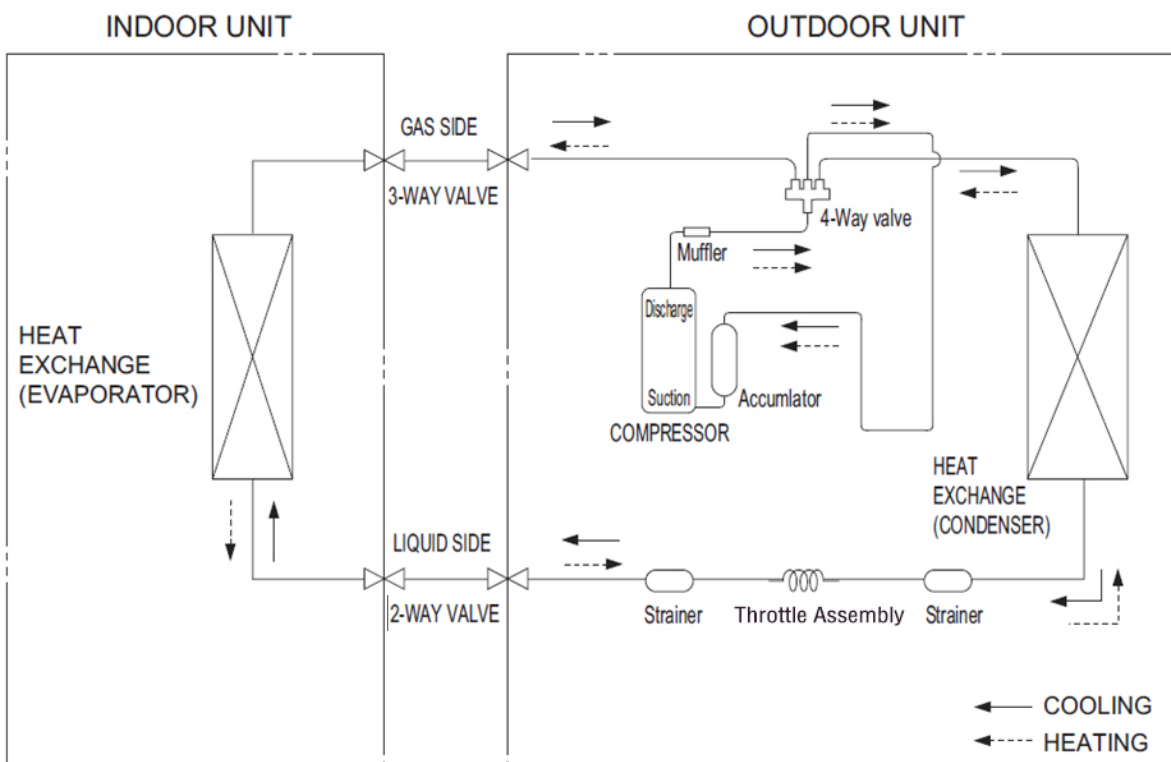 INDOOR UNIT
OUTDOOR UNIT
GAS SIDE
3-WAY VALVE
4-Way valve
Muffler
Discharge
Suction
Accumlator
COMPRESSOR
HEAT
EXCHANGE
(EVAPORATOR)
HEAT
EXCHANGE
(CONDENSER)
LIQUID SIDE
2-WAY VALVE
Strainer
Throttle Assembly
Strainer
COOLING
HEATING